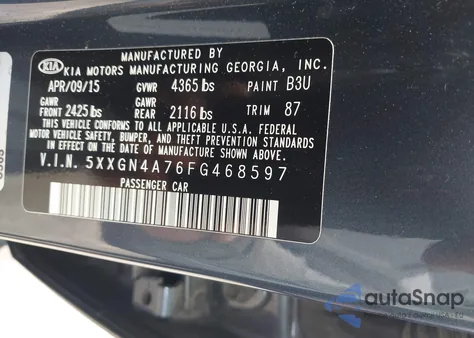 MANUFACTURED BY
KIA KIA MOTORS MANUFACTURING GEORGIA, INC.
APR/09/15 GVWR 4365 lbs PAINT B3U
GAWR GAWR
FRONT 2425 lbs REAR 2116 lbs TRIM 87
THIS VEHICLE CONFORMS TO ALL APPLICABLE U.S.A. FEDERAL
MOTOR VEHICLE SAFETY, BUMPER, AND THEFT PREVENTION STANDARDS
IN EFFECT ON THE DATE OF MANUFACTURE SHOWN ABOVE.
V.I.N. 5XXGN4A76FG468597
PASSENGER CAR
autoSnap